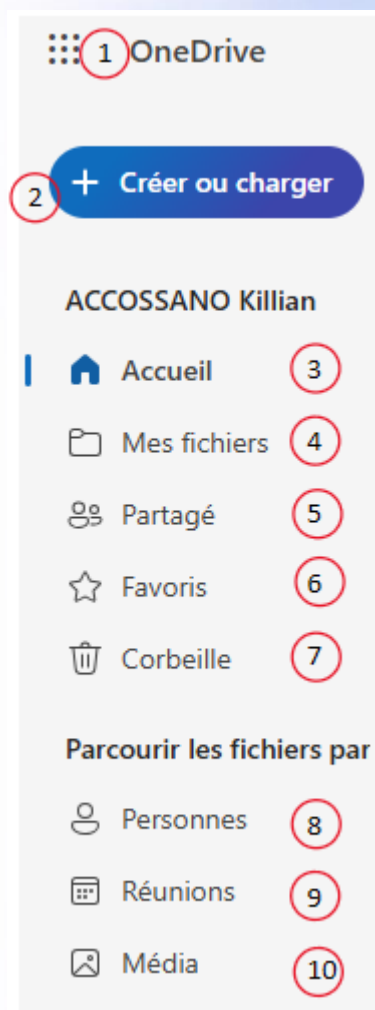 1 OneDrive
2 + Créer ou charger
ACCOSSANO Killian
Accueil 3
Mes fichiers 4
Partagé 5
Favoris 6
Corbeille 7
Parcourir les fichiers par
Personnes 8
Réunions 9
Média 10